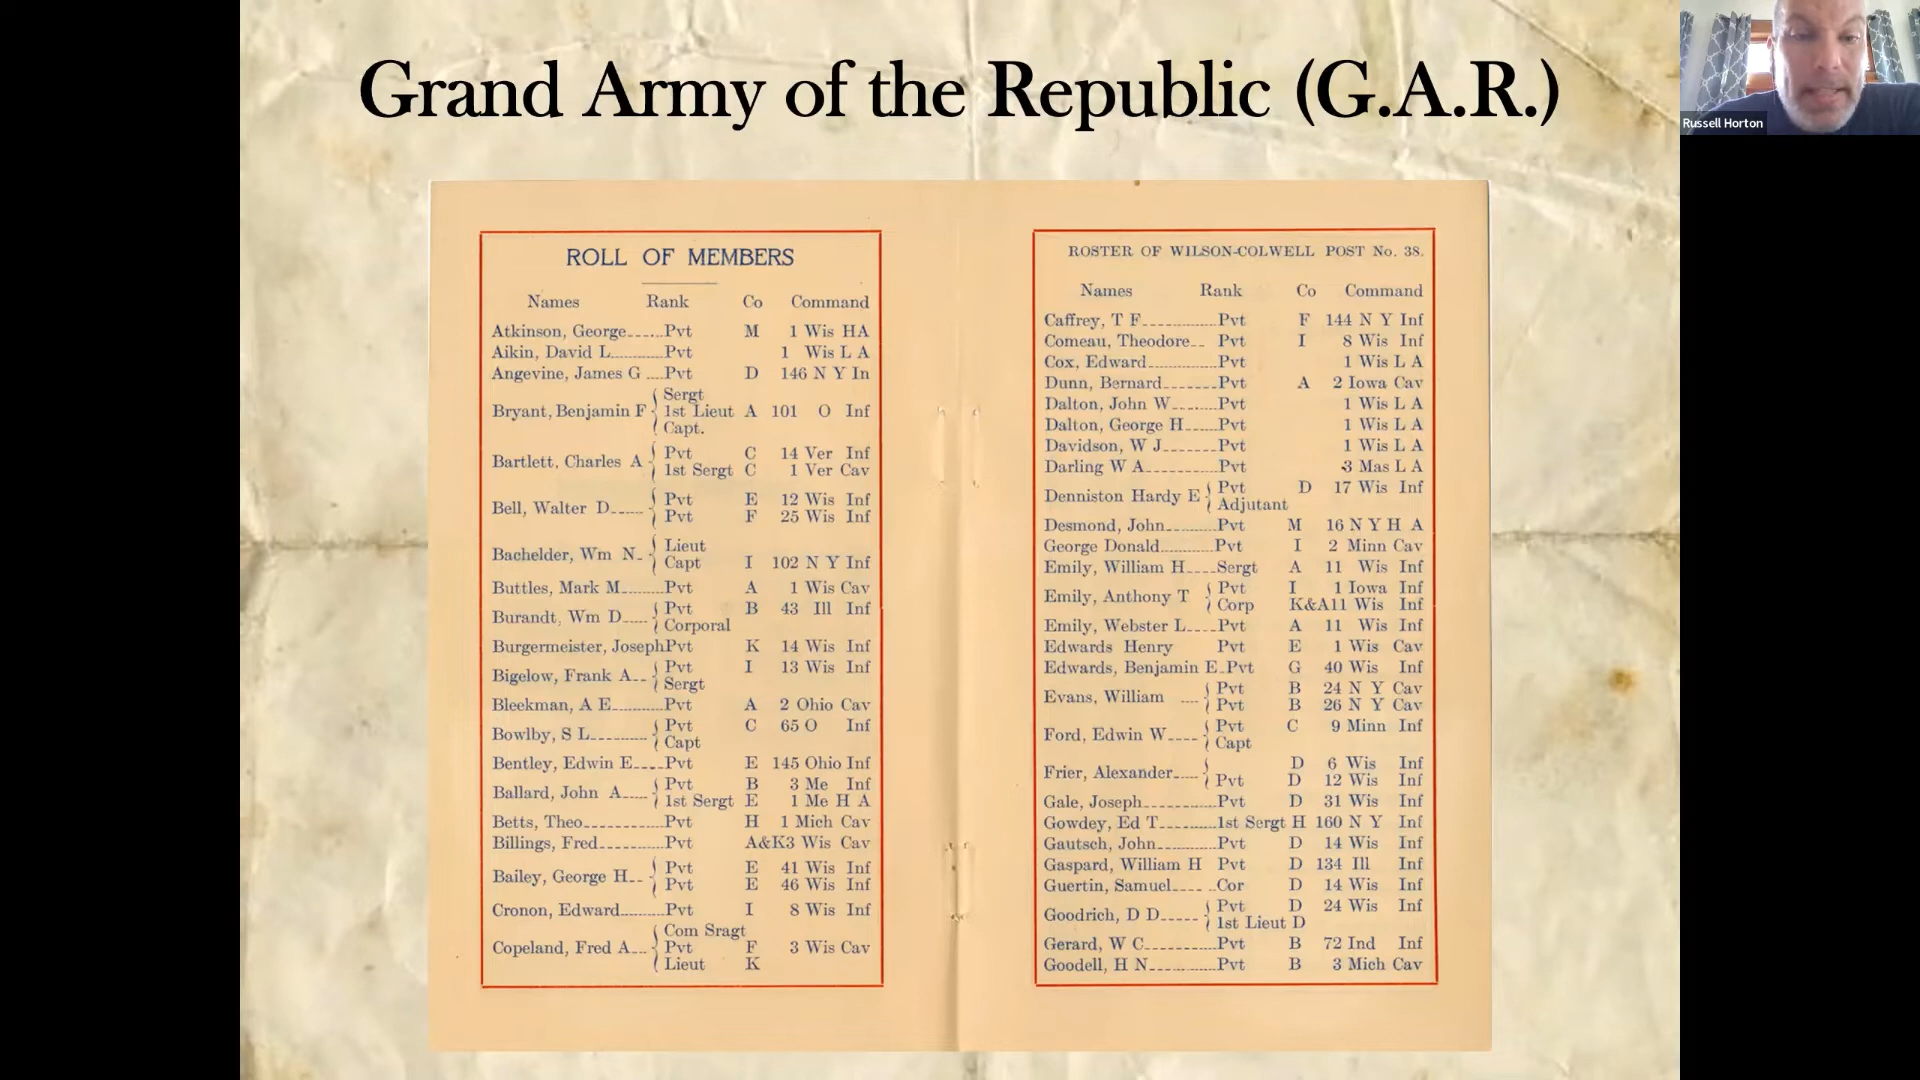 Grand Army of the Republic (G.A.R.)
Russell Horton
ROLL OF MEMBERS
Names Rank Co Command
Atkinson, George Pvt M 1 Wis HA
Aikin, David L Pvt 1 Wis L A
Angevine, James G Pvt D 146 N Y In
Sergt
Bryant, Benjamin F 1st Lieut A 101 O Inf
Capt.
Bartlett, Charles A Pvt C 14 Ver Inf
1st Sergt C 1 Ver Cav
Bell, Walter D Pvt E 12 Wis Inf
Pvt F 25 Wis Inf
Bachelder, Wm N Lieut
Capt I 102 N Y Inf
Buttles, Mark M Pvt A 1 Wis Cav
Burandt, Wm D Pvt B 43 Ill Inf
Corporal
Burgermeister, Joseph Pvt K 14 Wis Inf
Bigelow, Frank A Pvt I 13 Wis Inf
Sergt
Bleekman, A E Pvt A 2 Ohio Cav
Bowlby, S L Pvt C 65 O Inf
Capt
Bentley, Edwin E Pvt E 145 Ohio Inf
Ballard, John A Pvt B 3 Me Inf
1st Sergt E 1 Me H A
Betts, Theo Pvt H 1 Mich Cav
Billings, Fred Pvt A&K3 Wis Cav
Bailey, George H Pvt E 41 Wis Inf
Pvt E 46 Wis Inf
Cronon, Edward Pvt I 8 Wis Inf
Com Sragt
Copeland, Fred A Pvt F 3 Wis Cav
Lieut K
ROSTER OF WILSON-COLWELL POST No. 38.
Names Rank Co Command
Caffrey, T F Pvt F 144 N Y Inf
Comeau, Theodore Pvt I 8 Wis Inf
Cox, Edward Pvt 1 Wis L A
Dunn, Bernard Pvt A 2 Iowa Cav
Dalton, John W Pvt 1 Wis L A
Dalton, George H Pvt 1 Wis L A
Davidson, W J Pvt 1 Wis L A
Darling W A Pvt 3 Mas L A
Denniston Hardy E Pvt D 17 Wis Inf
Adjutant
Desmond, John Pvt M 16 N Y H A
George Donald Pvt I 2 Minn Cav
Emily, William H Sergt A 11 Wis Inf
Emily, Anthony T Pvt I 1 Iowa Inf
Corp K&A11 Wis Inf
Emily, Webster L Pvt A 11 Wis Inf
Edwards Henry Pvt E 1 Wis Cav
Edwards, Benjamin E Pvt G 40 Wis Inf
Evans, William Pvt B 24 N Y Cav
Pvt B 26 N Y Cav
Ford, Edwin W Pvt C 9 Minn Inf
Capt
Frier, Alexander D 6 Wis Inf
Pvt D 12 Wis Inf
Gale, Joseph Pvt D 31 Wis Inf
Gowdey, Ed T 1st Sergt H 160 N Y Inf
Gautsch, John Pvt D 14 Wis Inf
Gaspard, William H Pvt D 134 Ill Inf
Guertin, Samuel Cor D 14 Wis Inf
Goodrich, D D Pvt D 24 Wis Inf
1st Lieut D
Gerard, W C Pvt B 72 Ind Inf
Goodell, H N Pvt B 3 Mich Cav